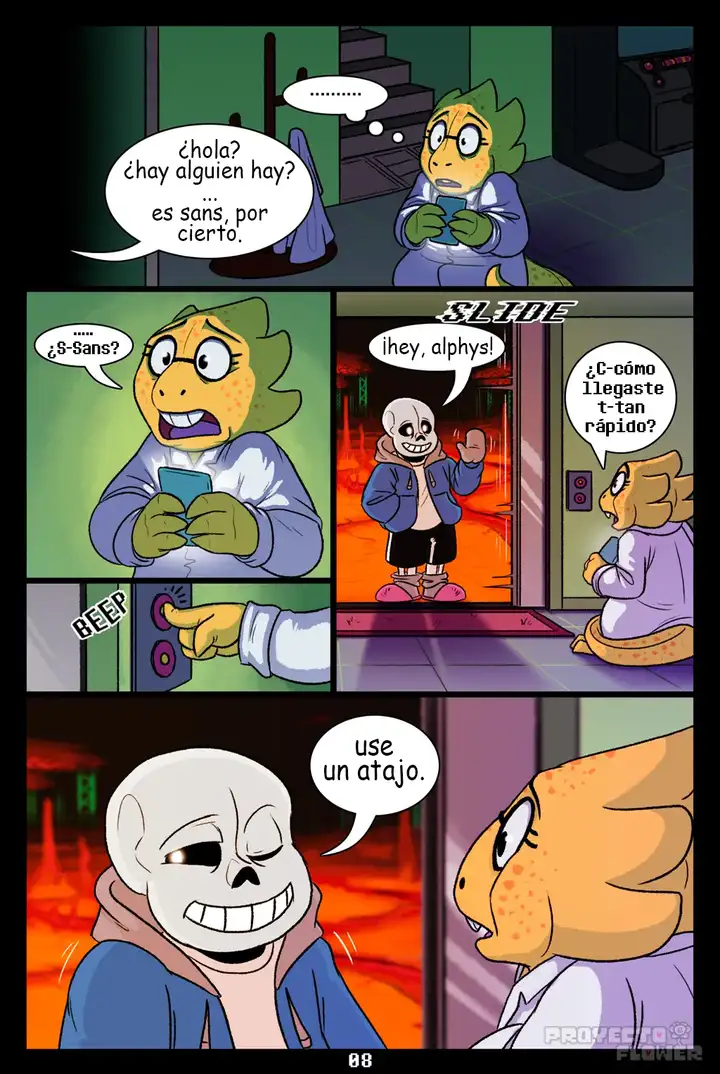 ..........
¿hola?
¿hay alguien hay?
...
es sans, por
cierto.
.....
¿S-Sans?
SLIDE
¡hey, alphys!
¿C-cómo
llegaste
t-tan
rápido?
BEEP
use
un atajo.
PROYECTO
FLOWER
08